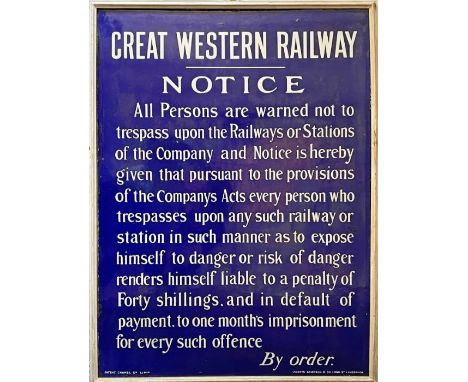 GREAT WESTERN RAILWAY
NOTICE
All Persons are warned not to
trespass upon the Railways or Stations
of the Company and Notice is hereby
given that pursuant to the provisions
of the Companys Acts every person who
trespasses upon any such railway or
station in such manner as to expose
himself to danger or risk of danger
renders himself liable to a penalty of
Forty shillings, and in default of
payment, to one month's imprisonment
for every such offence
By order.
PATENT ENAMEL Co